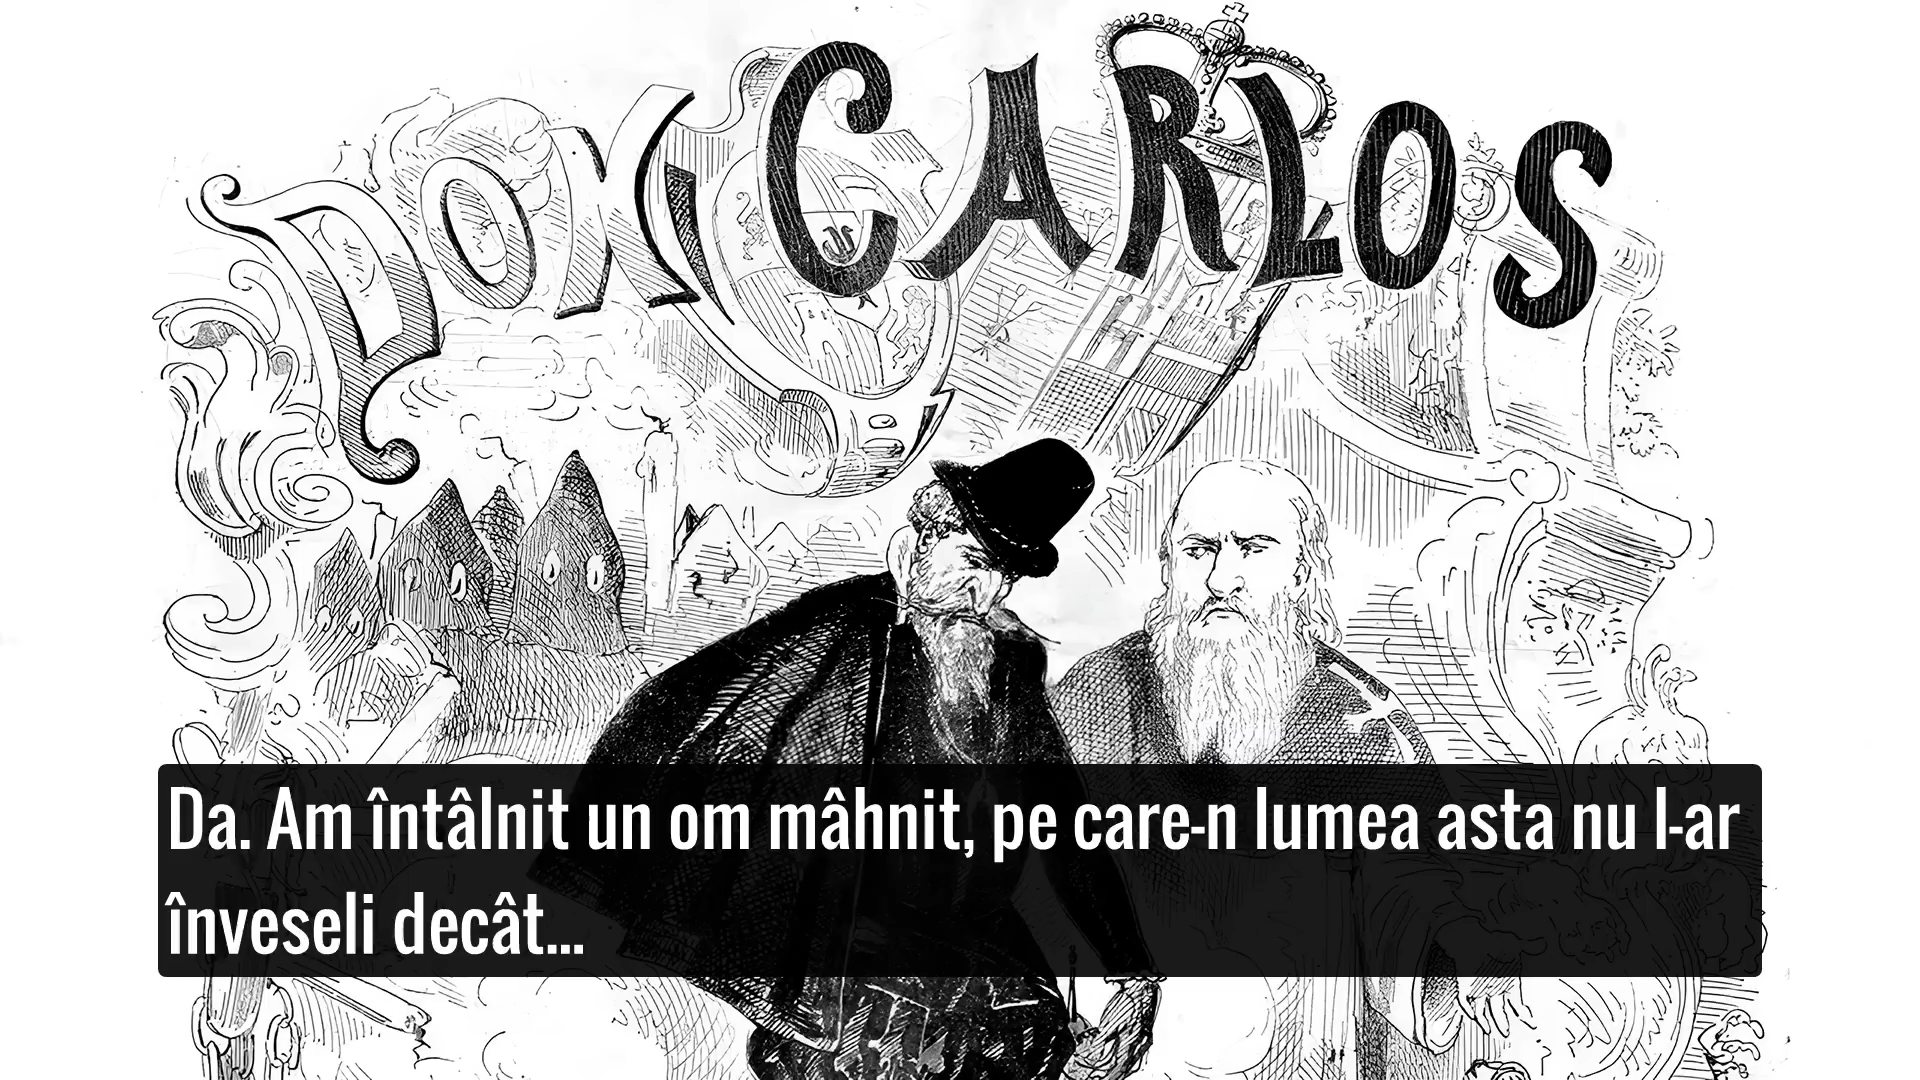 DON CARLOS
Da. Am întâlnit un om mâhnit, pe care-n lumea asta nu l-ar
înveseli decât...